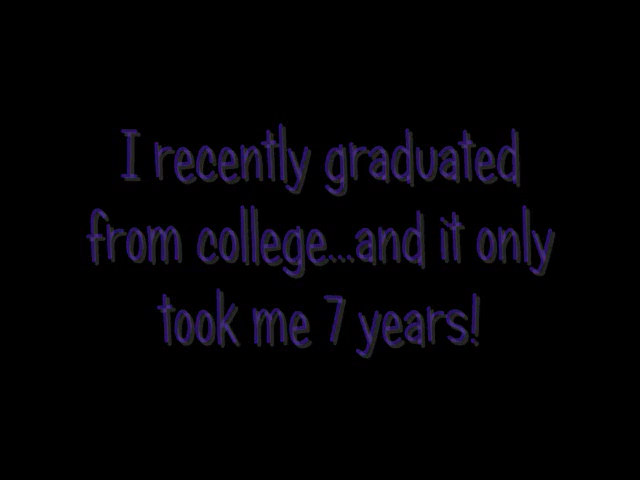 I recently graduated
from college...and it only
took me 7 years!